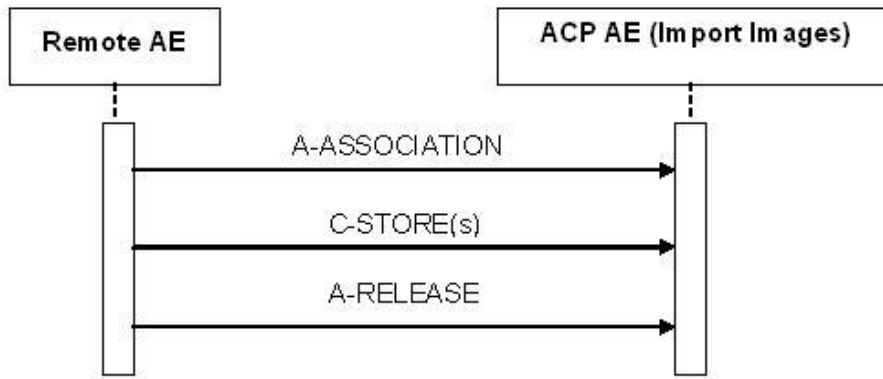 Remote AE
ACP AE (Import Images)
A-ASSOCIATION
C-STORE(s)
A-RELEASE